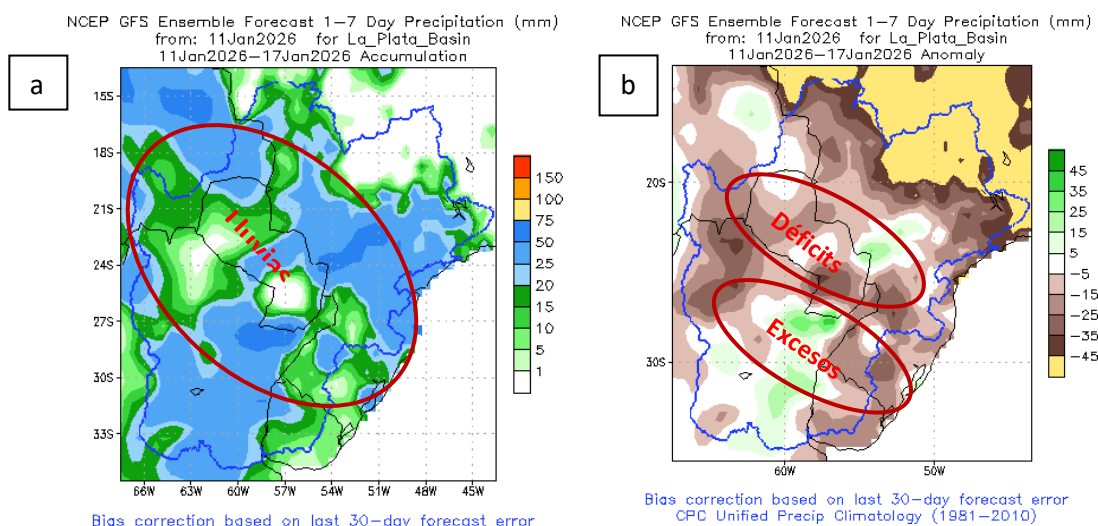 NCEP GFS Ensemble Forecast 1-7 Day Precipitation (mm)
from: 11Jan2026 for La_Plata_Basin
11Jan2026-17Jan2026 Accumulation
a
15S
18S
21S
24S
27S
30S
33S
66W 63W 60W 57W 54W 51W 48W 45W
Lluvias
150
100
75
50
25
20
15
10
5
1
Bias correction based on last 30-day forecast error
NCEP GFS Ensemble Forecast 1-7 Day Precipitation (mm)
from: 11Jan2026 for La_Plata_Basin
11Jan2026-17Jan2026 Anomaly
b
20S
30S
60W 50W
Déficits
Excesos
45
35
25
15
5
-5
-15
-25
-35
-45
Bias correction based on last 30-day forecast error
CPC Unified Precip Climatology (1981-2010)